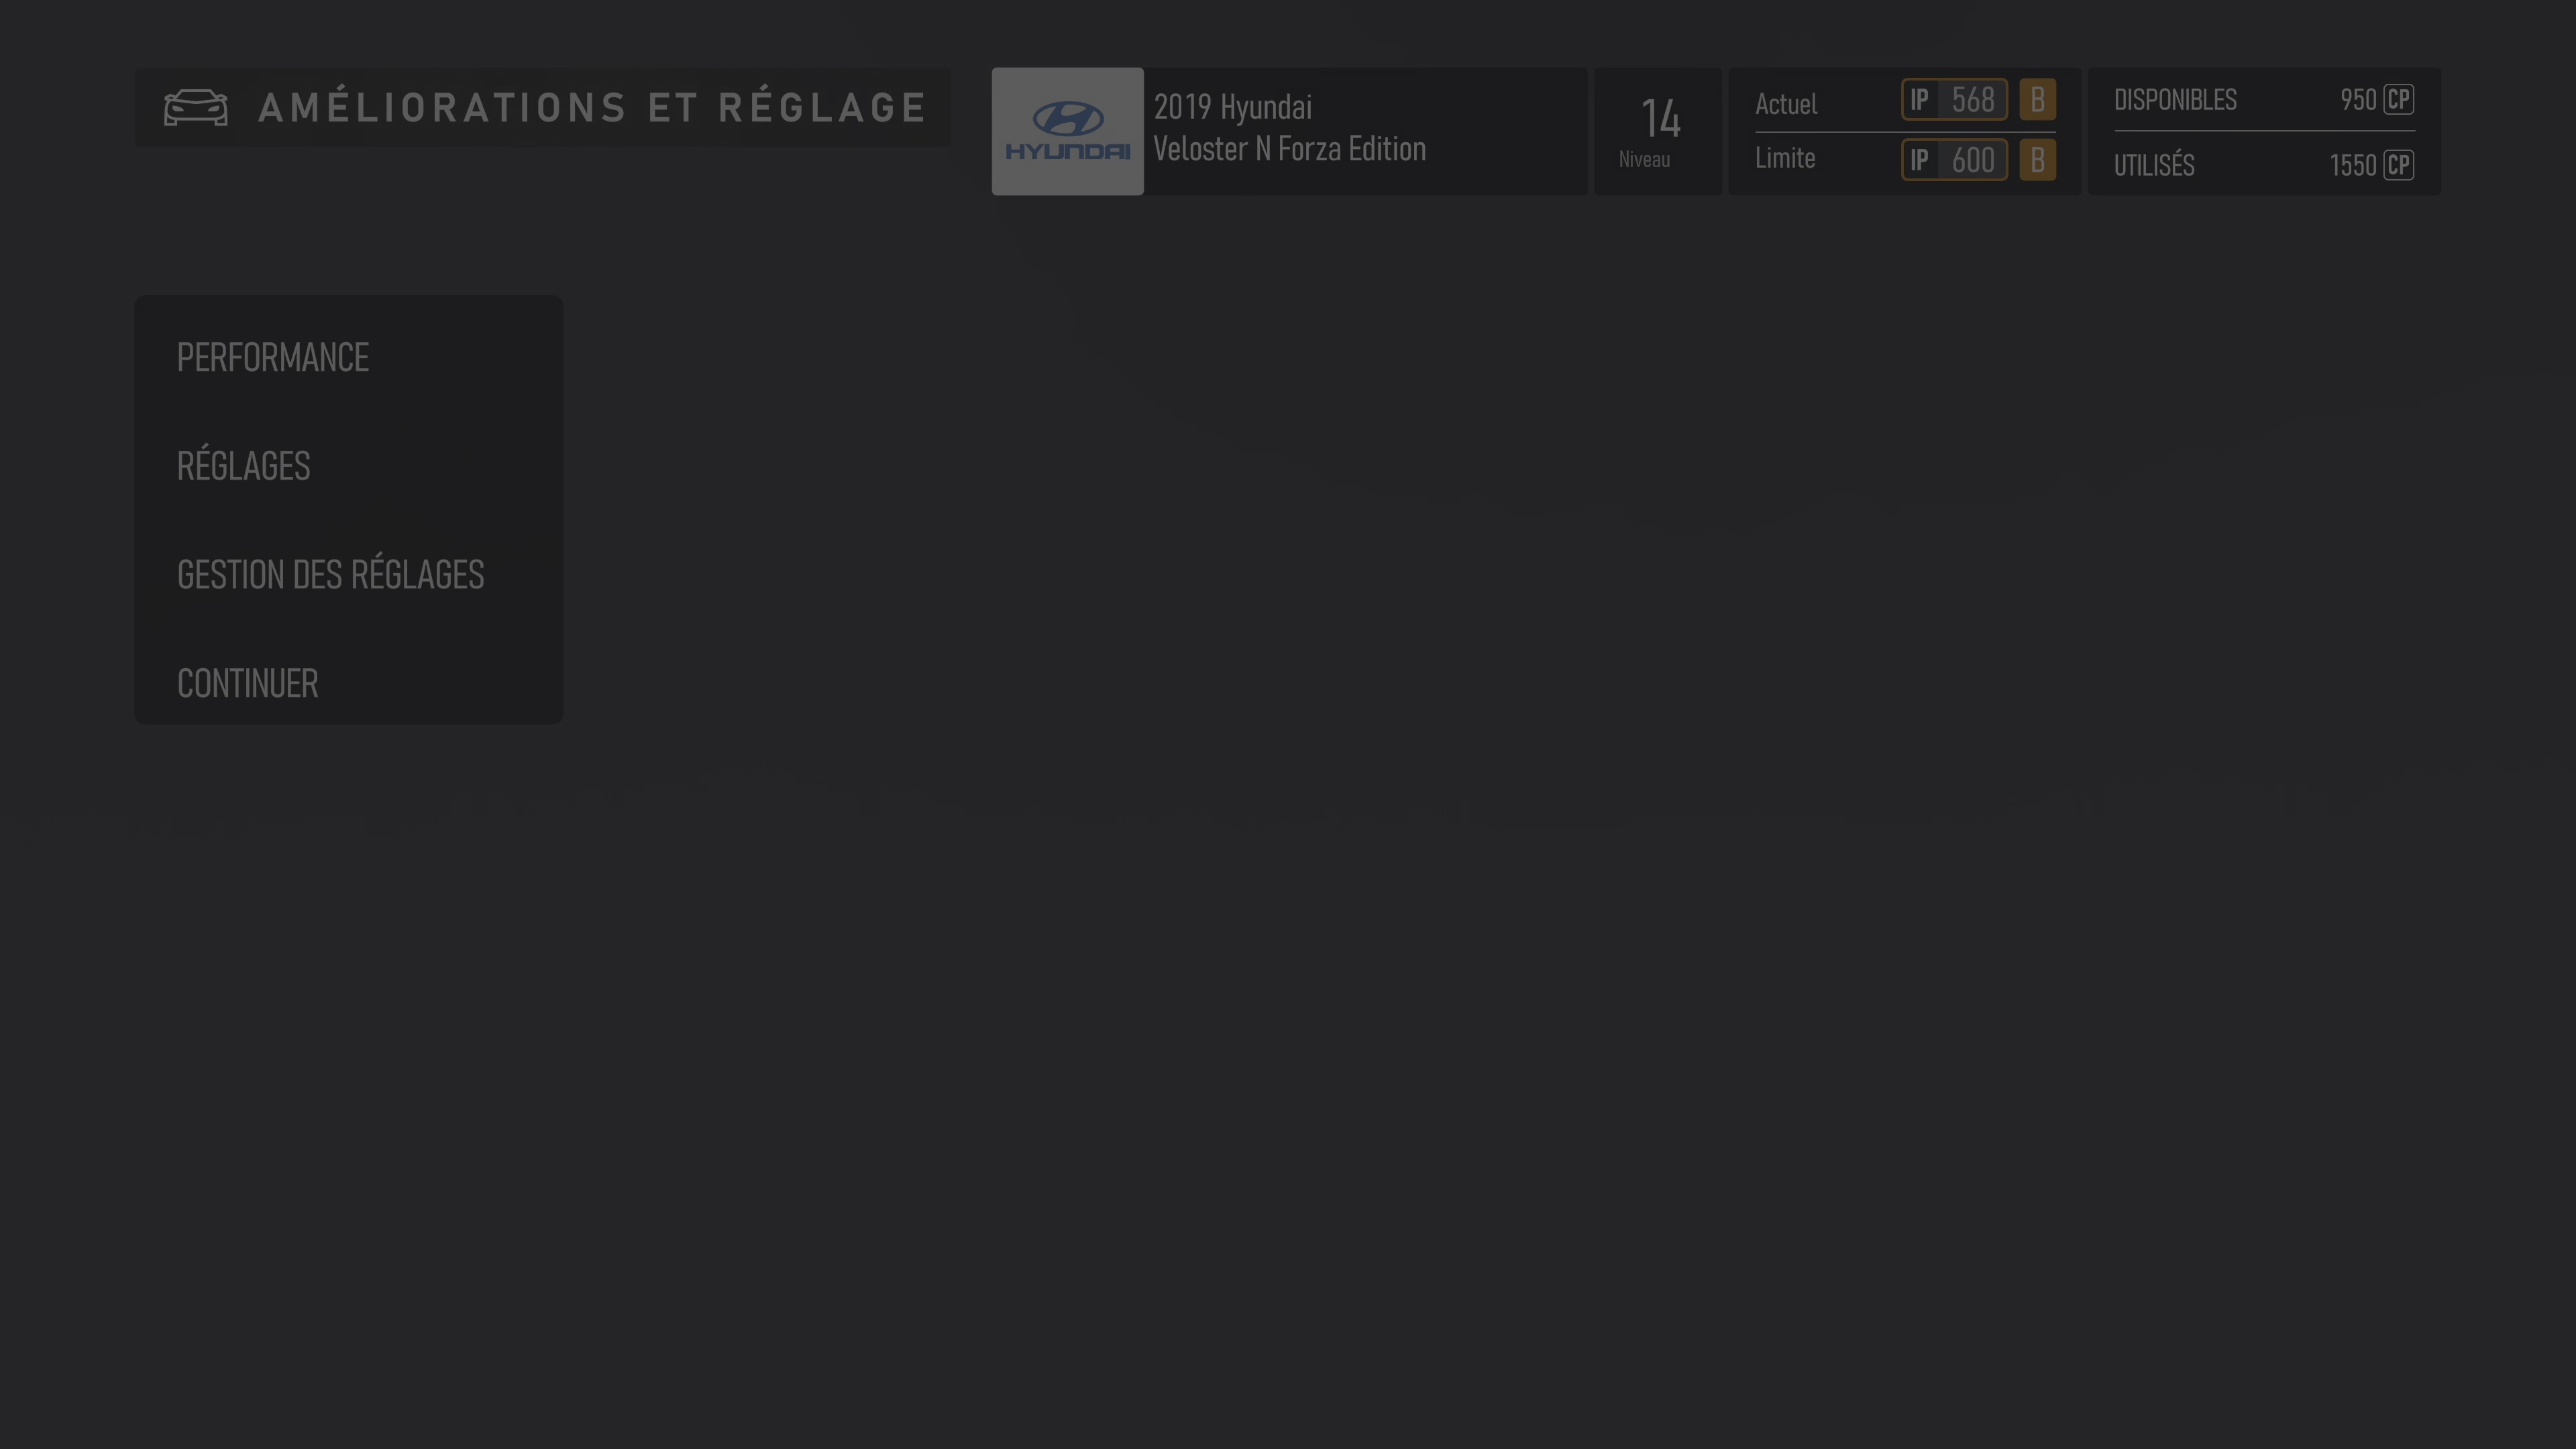 AMÉLIORATIONS ET RÉGLAGE
HYUNDAI
2019 Hyundai
Veloster N Forza Edition
14
Niveau
Actuel IP 568 B
Limite IP 600 B
DISPONIBLES 950 CP
UTILISÉS 1550 CP
PERFORMANCE
RÉGLAGES
GESTION DES RÉGLAGES
CONTINUER